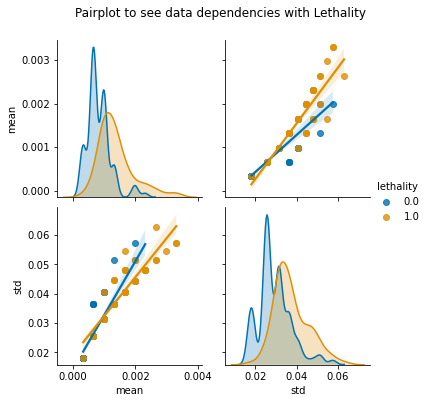 Pairplot to see data dependencies with Lethality
0.003
0.002
0.001
0.000
mean
lethality
0.0
1.0
0.06
0.05
0.04
0.03
0.02
std
0.000 0.002 0.004
0.02 0.04 0.06
mean
std